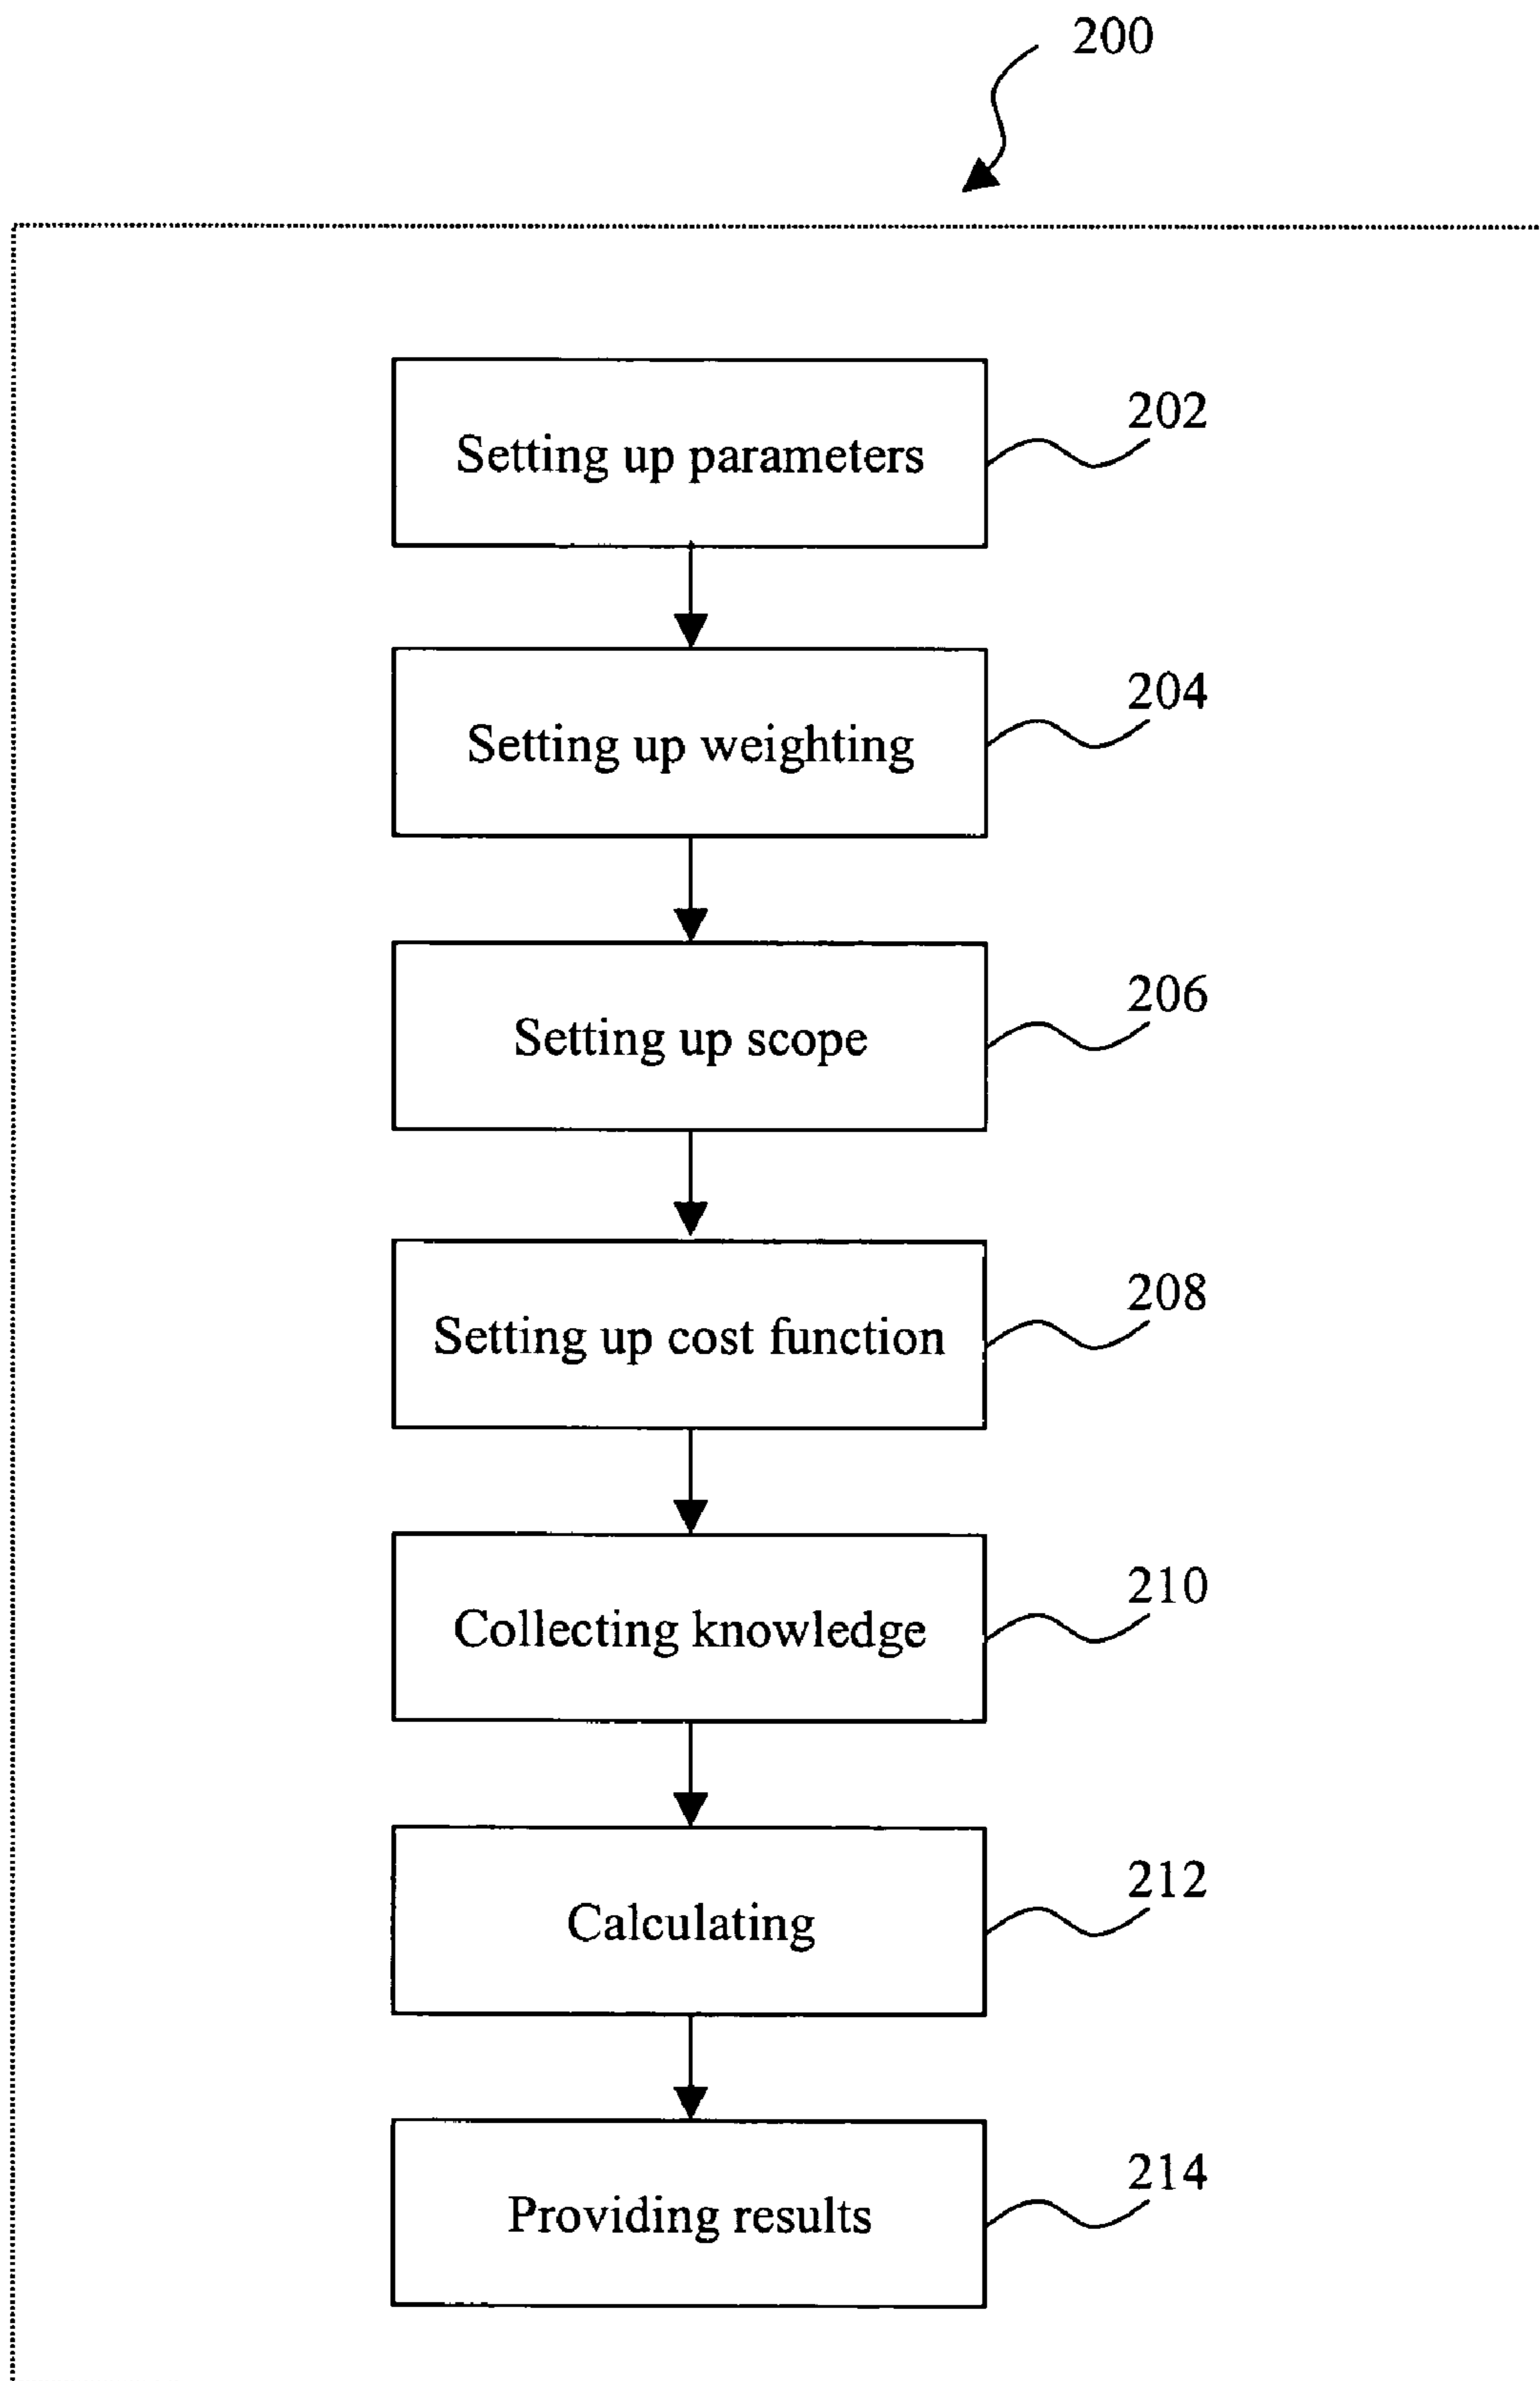 200
Setting up parameters
202
Setting up weighting
204
Setting up scope
206
Setting up cost function
208
Collecting knowledge
210
Calculating
212
Providing results
214